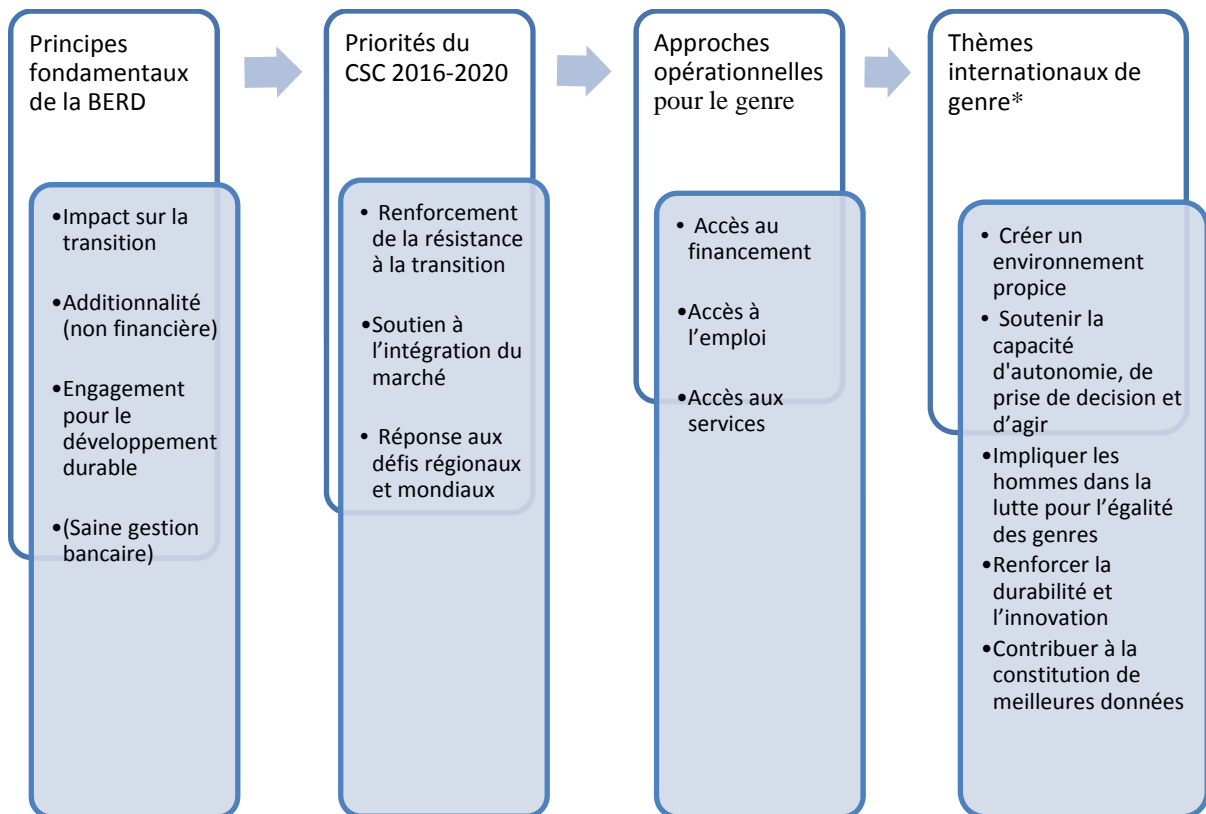 Principes
fondamentaux
de la BERD
•Impact sur la
transition
•Additionnalité
(non financière)
•Engagement
pour le
développement
durable
•(Saine gestion
bancaire)
Priorités du
CSC 2016-2020
• Renforcement
de la résistance
à la transition
•Soutien à
l’intégration du
marché
• Réponse aux
défis régionaux
et mondiaux
Approches
opérationnelles
pour le genre
• Accès au
financement
•Accès à
l’emploi
•Accès aux
services
Thèmes
internationaux de
genre*
• Créer un
environnement
propice
• Soutenir la
capacité
d'autonomie, de
prise de decision et
d’agir
•Impliquer les
hommes dans la
lutte pour l’égalité
des genres
•Renforcer la
durabilité et
l’innovation
•Contribuer à la
constitution de
meilleures données